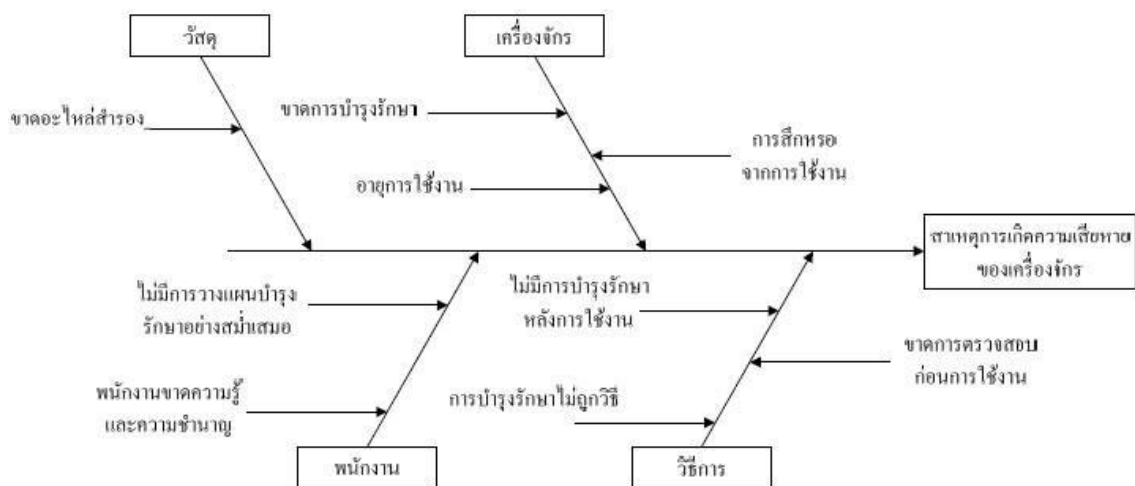 วัสดุ
เครื่องจักร
ขาดอะไหล่สำรอง
ขาดการบำรุงรักษา
การสึกหรอ
จากการใช้งาน
อายุการใช้งาน
สาเหตุการเกิดความเสียหาย
ของเครื่องจักร
ไม่มีการวางแผนบำรุง
รักษาอย่างสม่ำเสมอ
ไม่มีการบำรุงรักษา
หลังการใช้งาน
ขาดการตรวจสอบ
ก่อนการใช้งาน
พนักงานขาดความรู้
และความชำนาญ
การบำรุงรักษาไม่ถูกวิธี
พนักงาน
วิธีการ